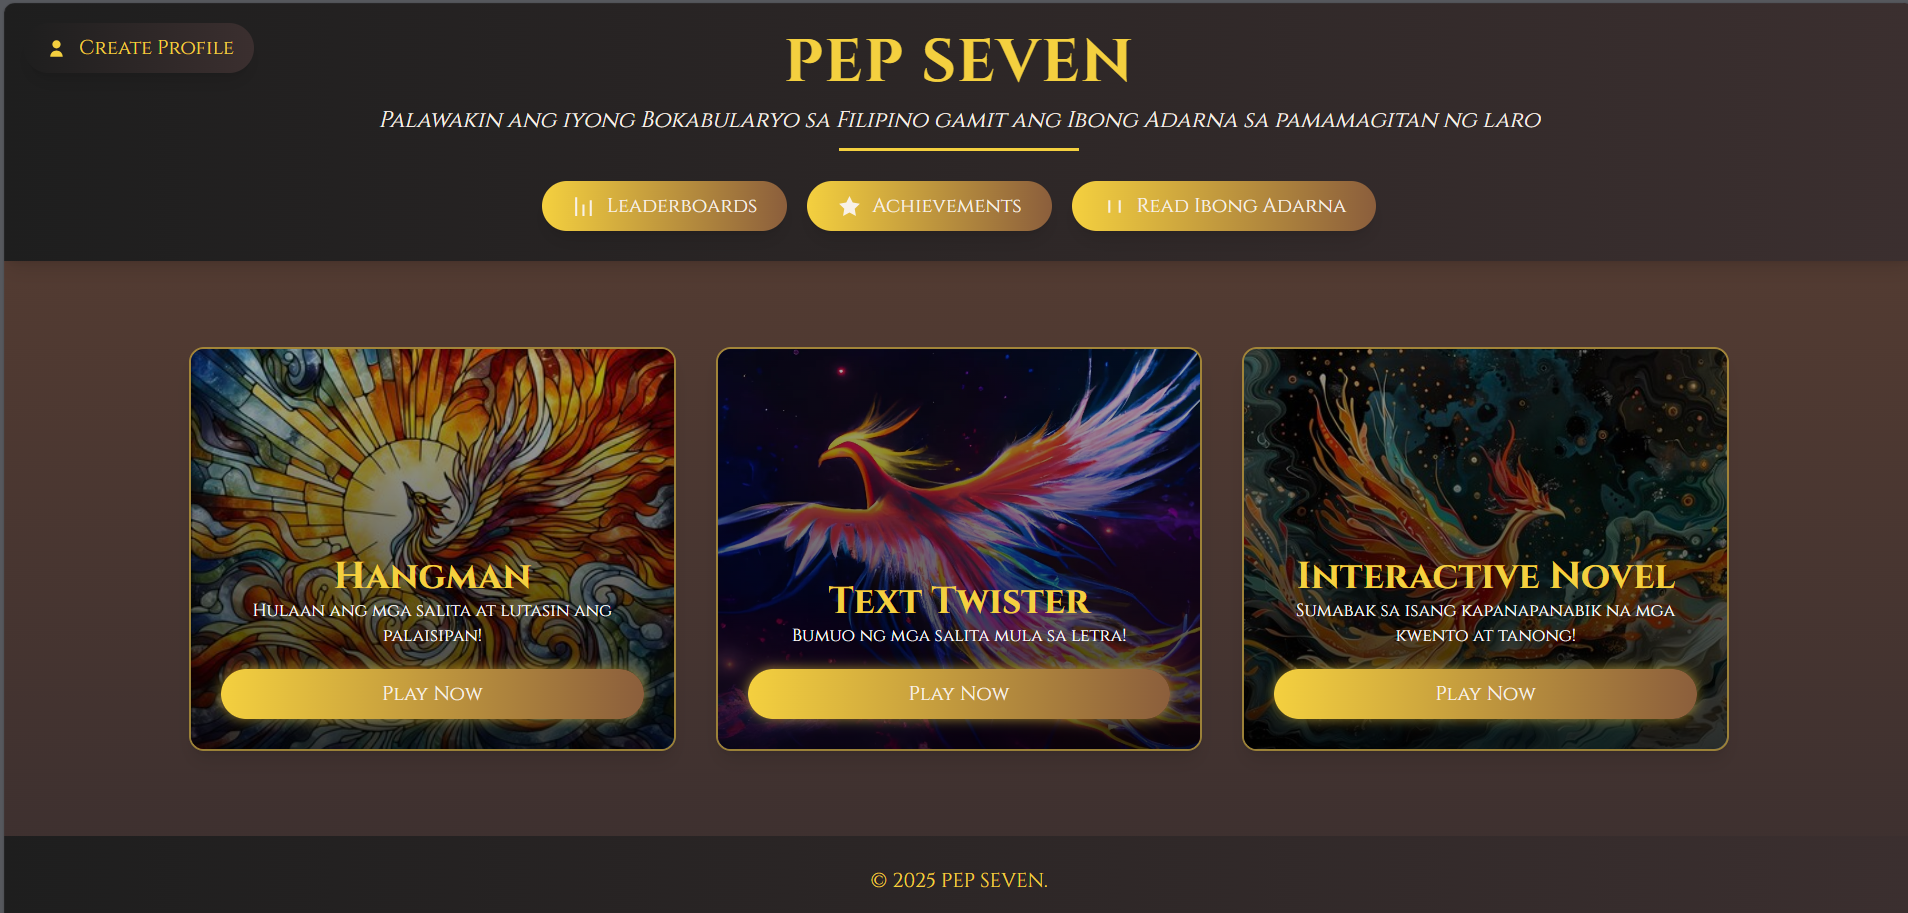 Create Profile
PEP SEVEN
Palawakin ang iyong Bokabularyo sa Filipino gamit ang Ibong Adarna sa pamamagitan ng laro
Leaderboards
Achievements
Read Ibong Adarna
Hangman
Hulaan ang mga salita at lutasin ang
palaisipan!
Play Now
Text Twister
Bumuo ng mga salita mula sa letra!
Play Now
Interactive Novel
Sumabak sa isang kapanapanabik na mga
kwento at tanong!
Play Now
© 2025 PEP SEVEN.